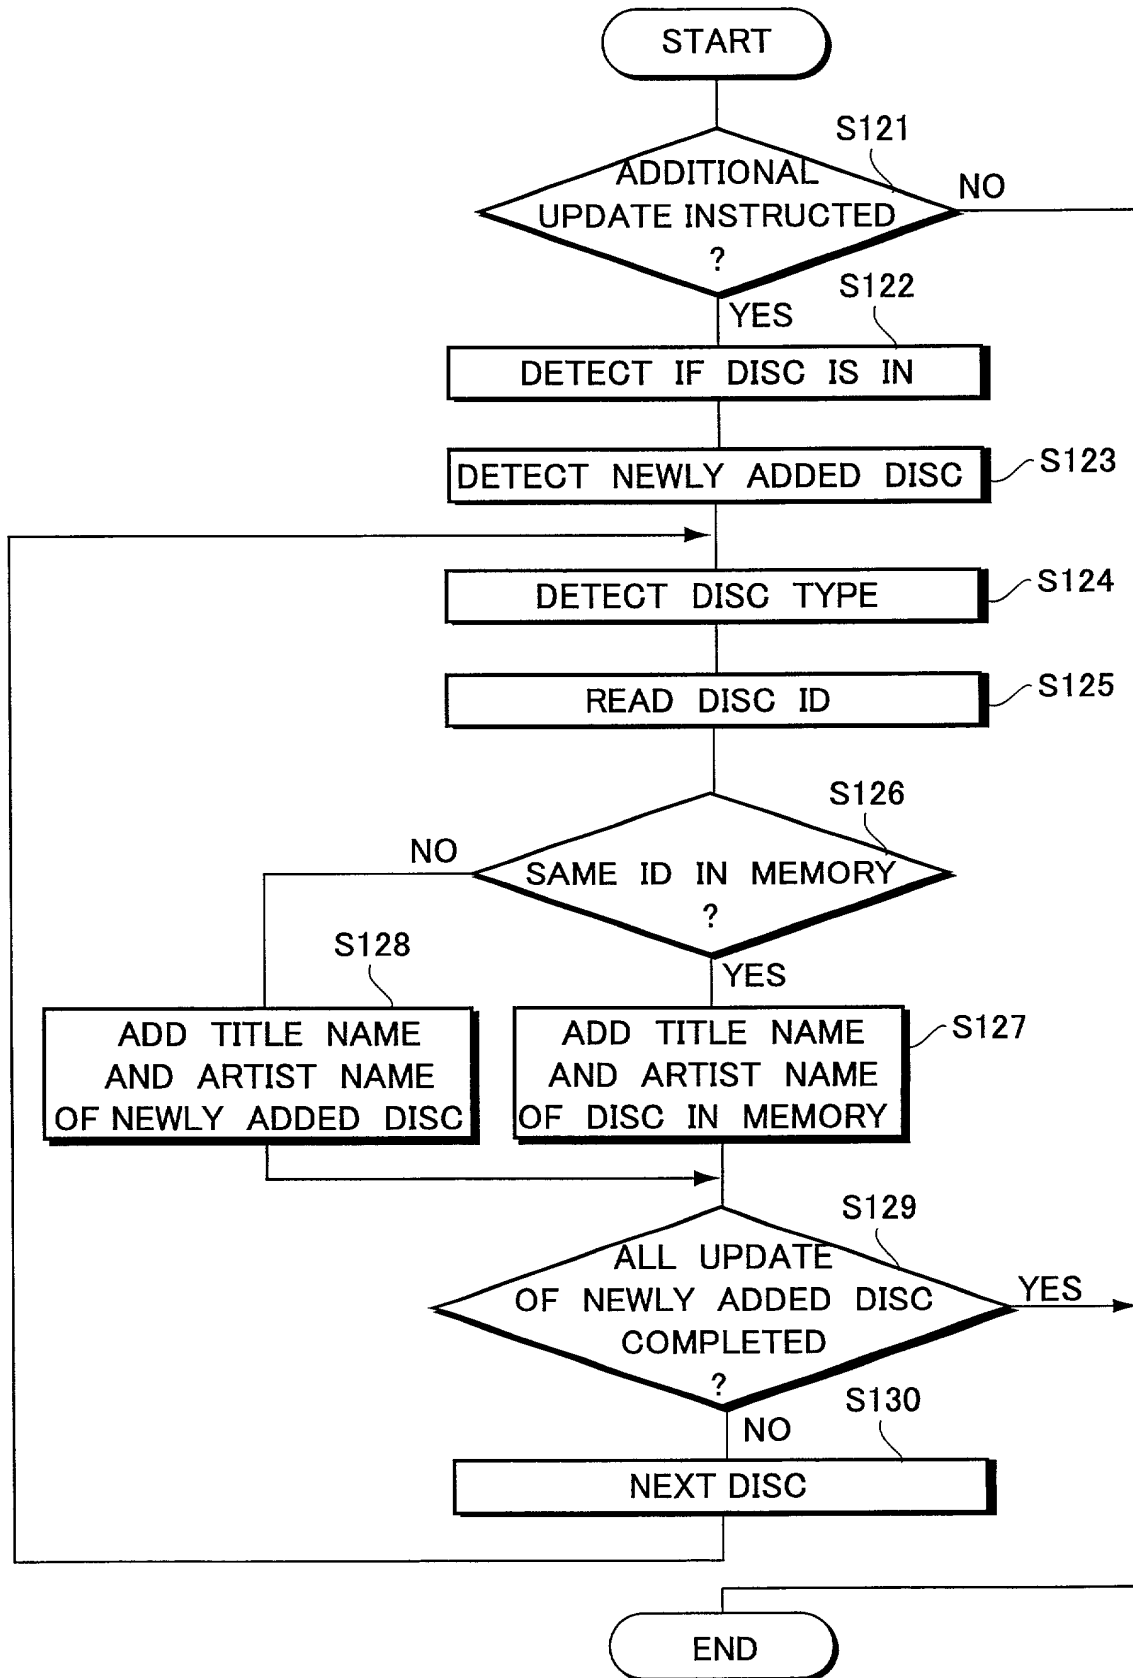 START
S121
ADDITIONAL
UPDATE INSTRUCTED
?
NO
YES
S122
DETECT IF DISC IS IN
DETECT NEWLY ADDED DISC
S123
DETECT DISC TYPE
S124
READ DISC ID
S125
S126
SAME ID IN MEMORY
?
NO
YES
S128
ADD TITLE NAME
AND ARTIST NAME
OF NEWLY ADDED DISC
ADD TITLE NAME
AND ARTIST NAME
OF DISC IN MEMORY
S127
S129
ALL UPDATE
OF NEWLY ADDED DISC
COMPLETED
?
YES
NO
S130
NEXT DISC
END